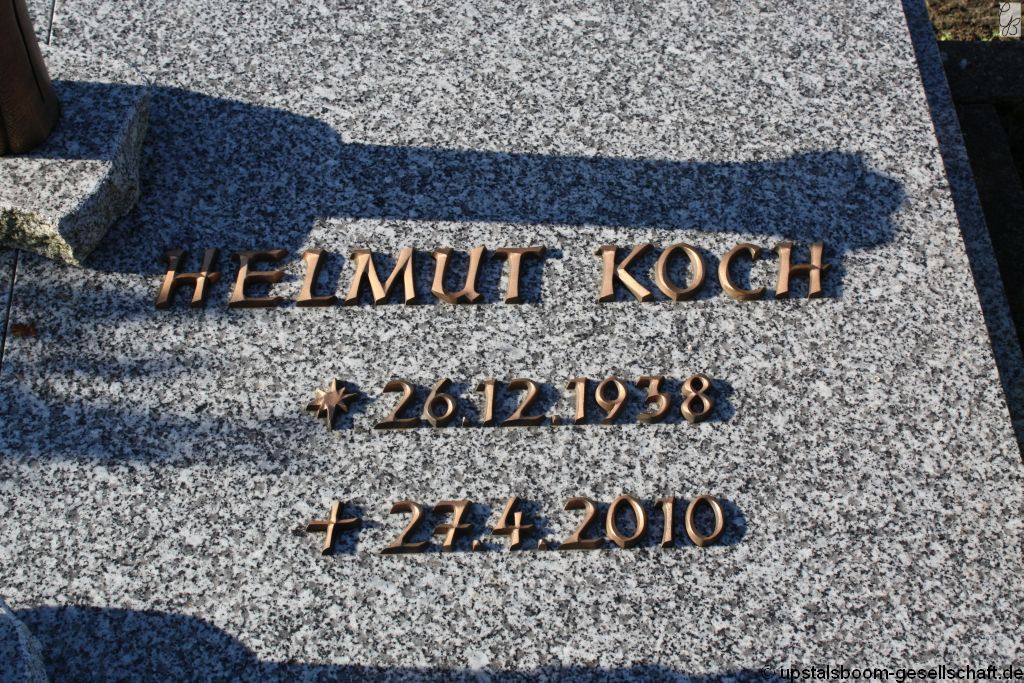 HELMUT KOCH
* 26.12.1938
† 27.4.2010
© upstalsboom-gesellschaft.de